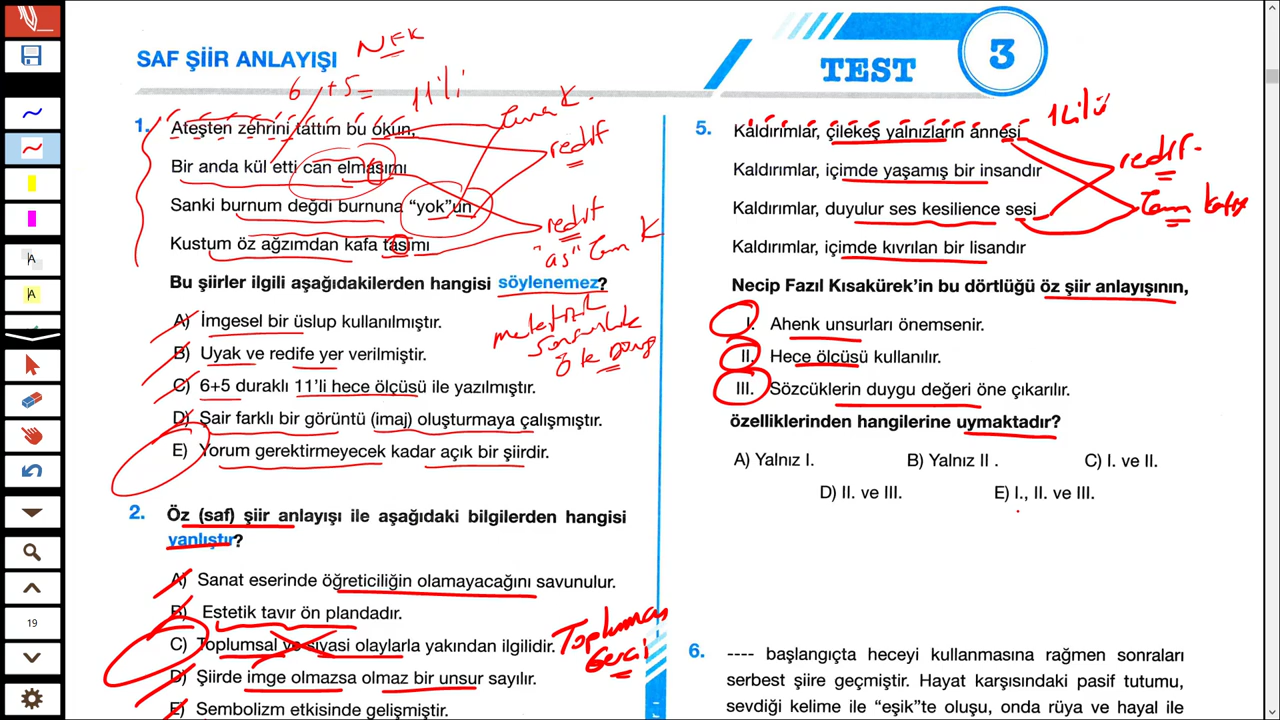 SAF ŞİİR ANLAYIŞI
NFK
TEST
3
6 +5= 11'li
1. Ateşten zehrini tattım bu okun,
Bir anda kül etti can elmasımı
Sanki burnum değdi burnuna “yok”un
Kustum öz ağzımdan kafa tasımı
Tam K.
redif
redif
"as" Tam K
Bu şiirler ilgili aşağıdakilerden hangisi söylenemez?
A) İmgesel bir üslup kullanılmıştır.
B) Uyak ve redife yer verilmiştir.
C) 6+5 duraklı 11’li hece ölçüsü ile yazılmıştır.
D) Şair farklı bir görüntü (imaj) oluşturmaya çalışmıştır.
E) Yorum gerektirmeyecek kadar açık bir şiirdir.
2. Öz (saf) şiir anlayışı ile aşağıdaki bilgilerden hangisi
yanlıştır?
A) Sanat eserinde öğreticiliğin olamayacağını savunulur.
B) Estetik tavır ön plandadır.
C) Toplumsal ve siyasi olaylarla yakından ilgilidir.
D) Şiirde imge olmazsa olmaz bir unsur sayılır.
E) Sembolizm etkisinde gelişmiştir.
Toplumcu
Gerçi
5. Kaldırımlar, çilekeş yalnızların annesi
Kaldırımlar, içimde yaşamış bir insandır
Kaldırımlar, duyulur ses kesilience sesi
Kaldırımlar, içimde kıvrılan bir lisandır
14'lü
redif
Tam kafiye
Necip Fazıl Kısakürek’in bu dörtlüğü öz şiir anlayışının,
I. Ahenk unsurları önemsenir.
II. Hece ölçüsü kullanılır.
III. Sözcüklerin duygu değeri öne çıkarılır.
özelliklerinden hangilerine uymaktadır?
A) Yalnız I. B) Yalnız II . C) I. ve II.
D) II. ve III. E) I., II. ve III.
6. ---- başlangıçta heceyi kullanmasına rağmen sonraları
serbest şiire geçmiştir. Hayat karşısındaki pasif tutumu,
sevdiği kelime ile “eşik”te oluşu, onda rüya ve hayal ile
19